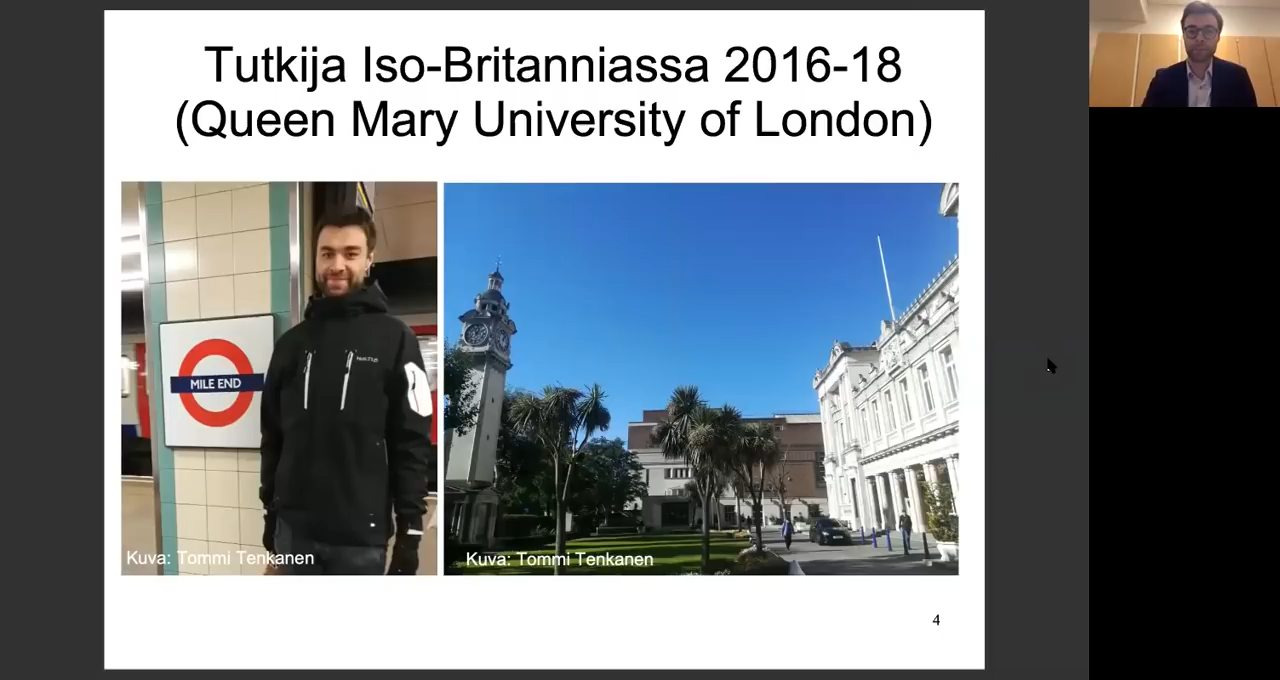 Tutkija Iso-Britanniassa 2016-18
(Queen Mary University of London)
MILE END
Kuva: Tommi Tenkanen
Kuva: Tommi Tenkanen
4